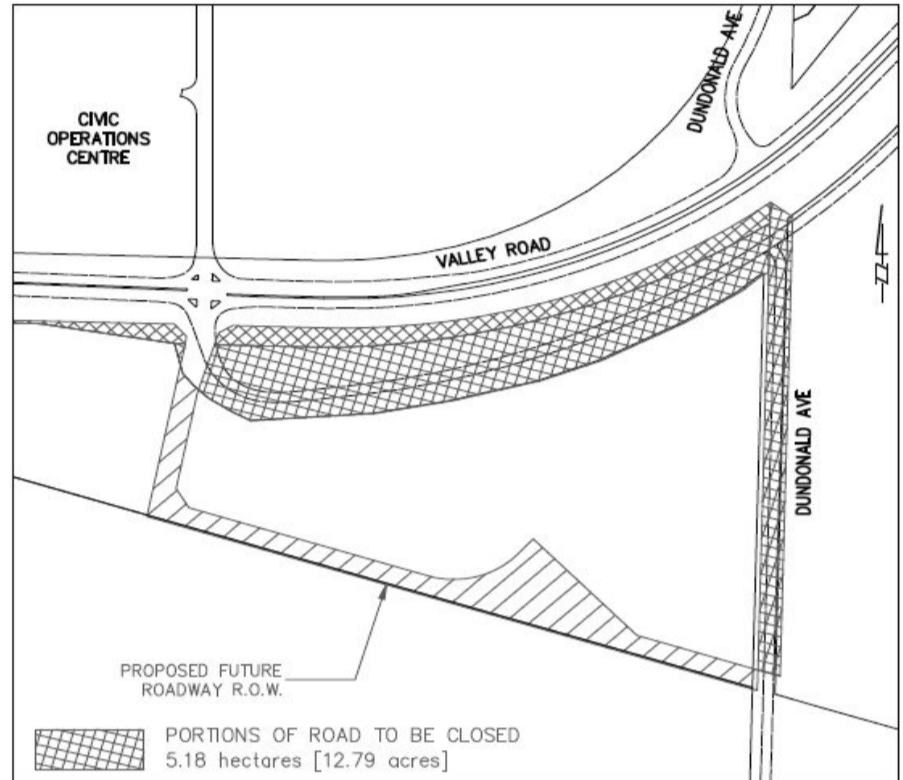 DUNDONALD AVE
CIVIC
OPERATIONS
CENTRE
VALLEY ROAD
N
DUNDONALD AVE
PROPOSED FUTURE
ROADWAY R.O.W.
PORTIONS OF ROAD TO BE CLOSED
5.18 hectares [12.79 acres]